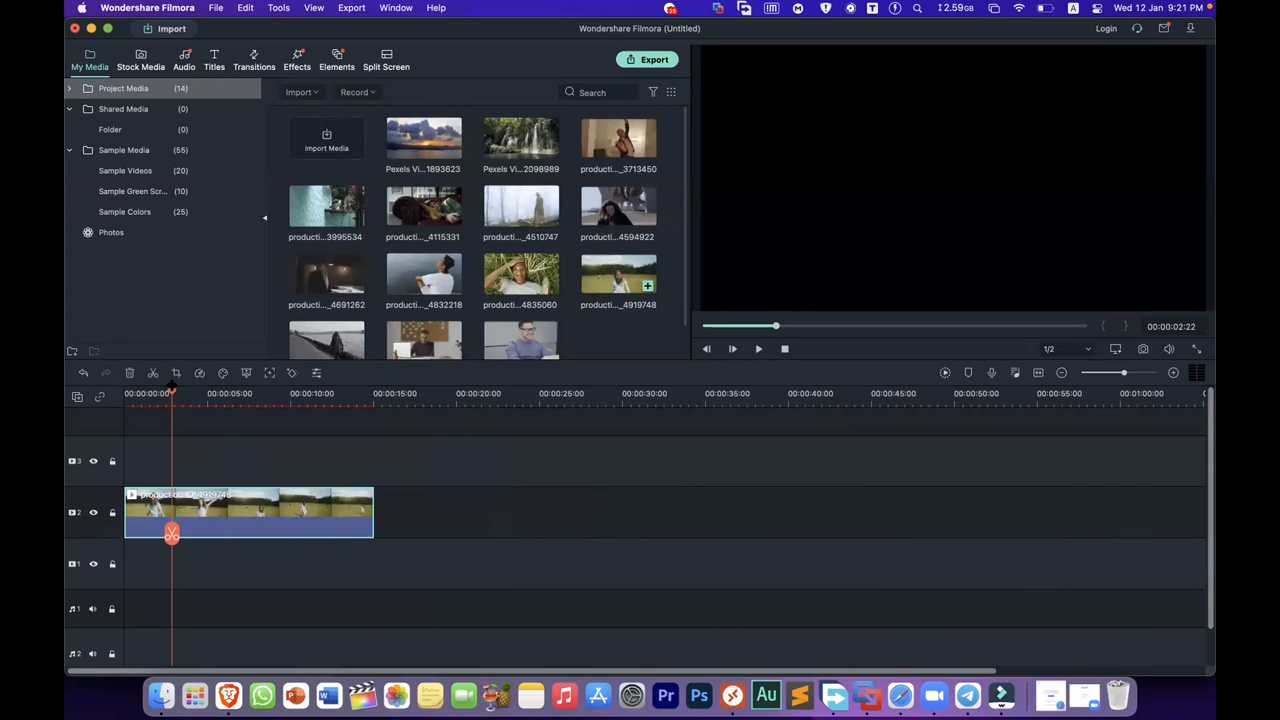 Wondershare Filmora File Edit Tools View Export Window Help
2.59GB Wed 12 Jan 9:21 PM
Import Wondershare Filmora (Untitled) Login
My Media Stock Media Audio Titles Transitions Effects Elements Split Screen Export
Project Media (14)
Shared Media (0)
Folder (0)
Sample Media (55)
Sample Videos (20)
Sample Green Scr... (10)
Sample Colors (25)
Photos
Import Record Search
Import Media
Pexels Vi...1893623 Pexels Vi...2098989 producti..._3713450
producti...3995534 producti..._4115331 producti..._4510747 producti..._4594922
producti..._4691262 producti..._4832218 producti..._4835060 producti..._4919748
00:00:02:22
1/2
00:00:00:00 00:00:05:00 00:00:10:00 00:00:15:00 00:00:20:00 00:00:25:00 00:00:30:00 00:00:35:00 00:00:40:00 00:00:45:00 00:00:50:00 00:00:55:00 00:01:00:00
3
production ID_4919748
2
1
1
2
Pr Ps Au